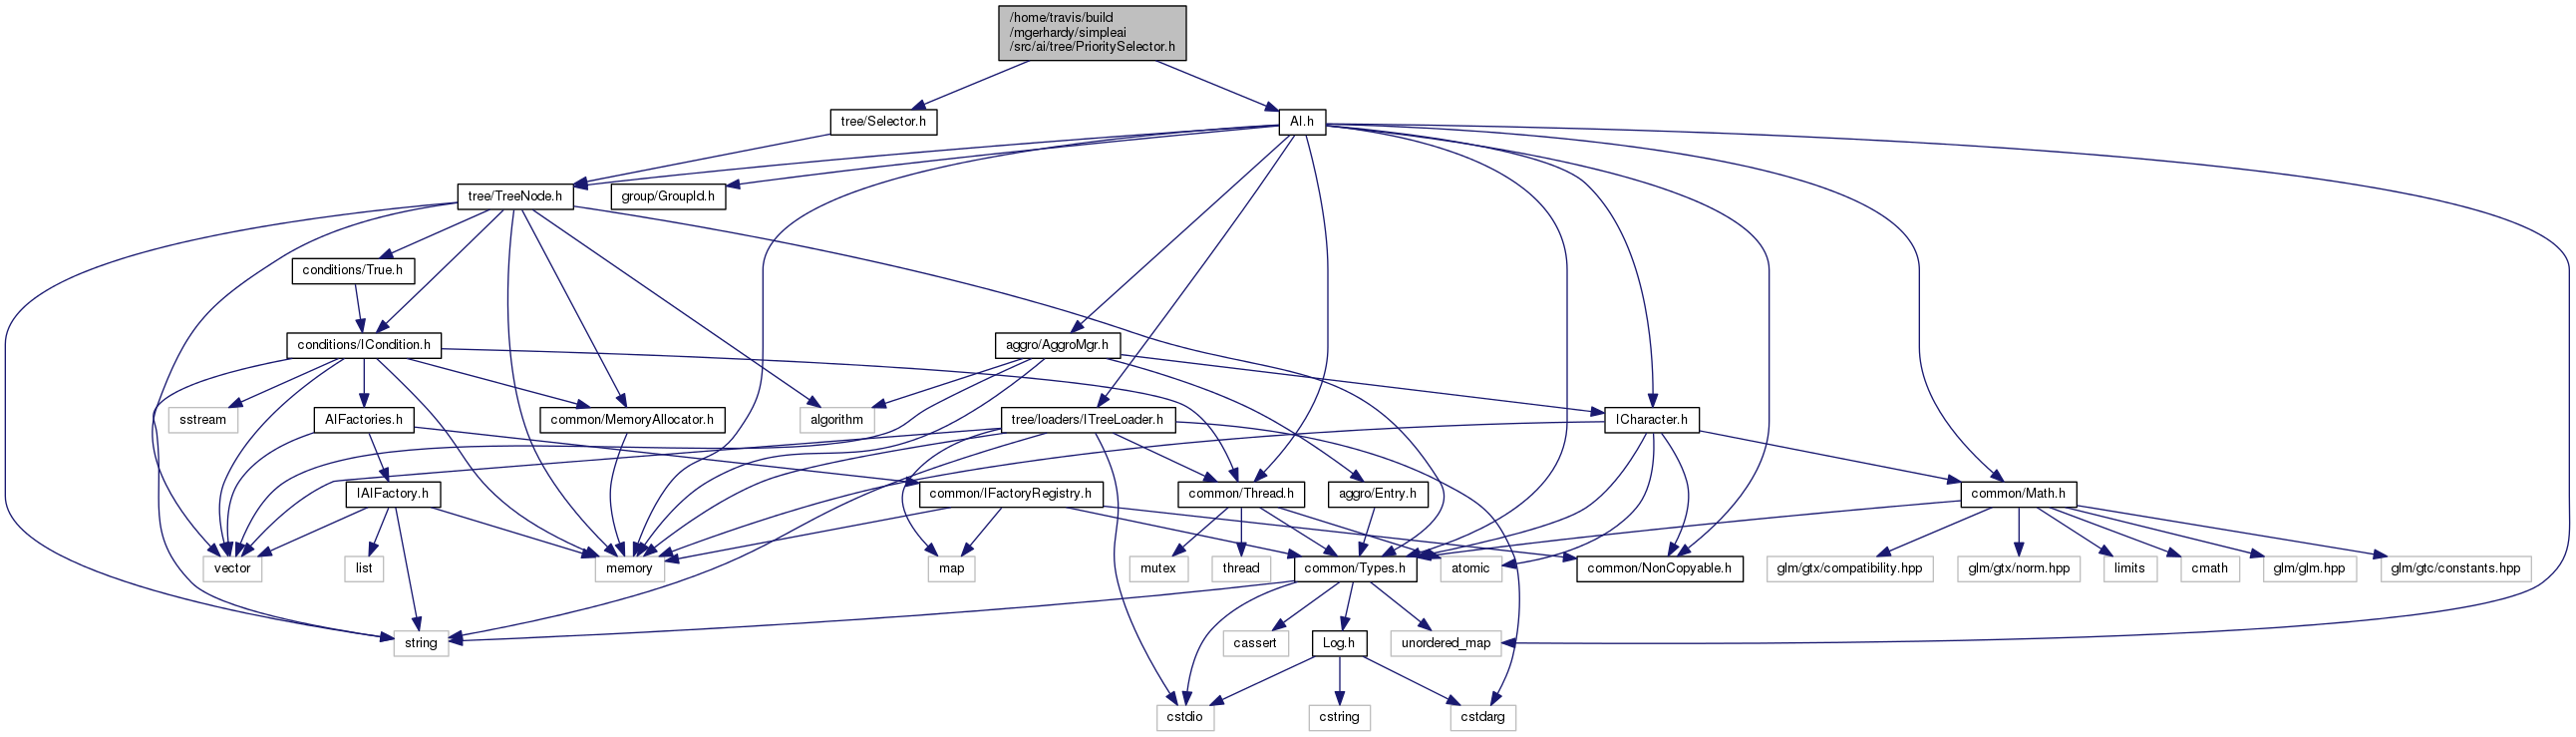 /home/travis/build
/mgerhardy/simpleai
/src/ai/tree/PrioritySelector.h
tree/Selector.h
AI.h
tree/TreeNode.h
group/GroupId.h
conditions/True.h
conditions/ICondition.h
aggro/AggroMgr.h
sstream
AIFactories.h
common/MemoryAllocator.h
algorithm
tree/loaders/ITreeLoader.h
ICharacter.h
IAIFactory.h
common/IFactoryRegistry.h
common/Thread.h
aggro/Entry.h
common/Math.h
vector
list
memory
map
mutex
thread
common/Types.h
atomic
common/NonCopyable.h
glm/gtx/compatibility.hpp
glm/gtx/norm.hpp
limits
cmath
glm/glm.hpp
glm/gtc/constants.hpp
string
cassert
Log.h
unordered_map
cstdio
cstring
cstdarg